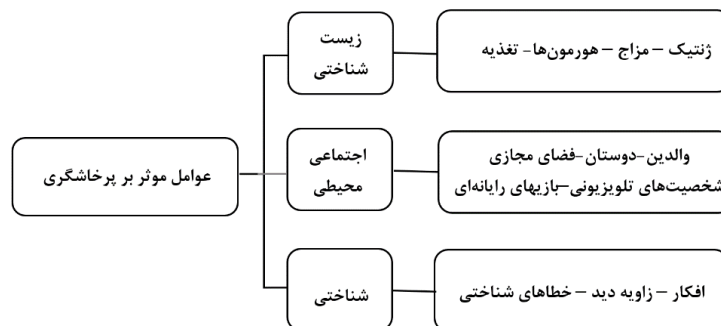 عوامل موثر بر پرخاشگری
زیست
شناختی
ژنتیک – مزاج – هورمون‌ها- تغذیه
اجتماعی
محیطی
والدین-دوستان-فضای مجازی
شخصیت‌های تلویزیونی–بازیهای رایانه‌ای
شناختی
افکار – زاویه دید – خطاهای شناختی